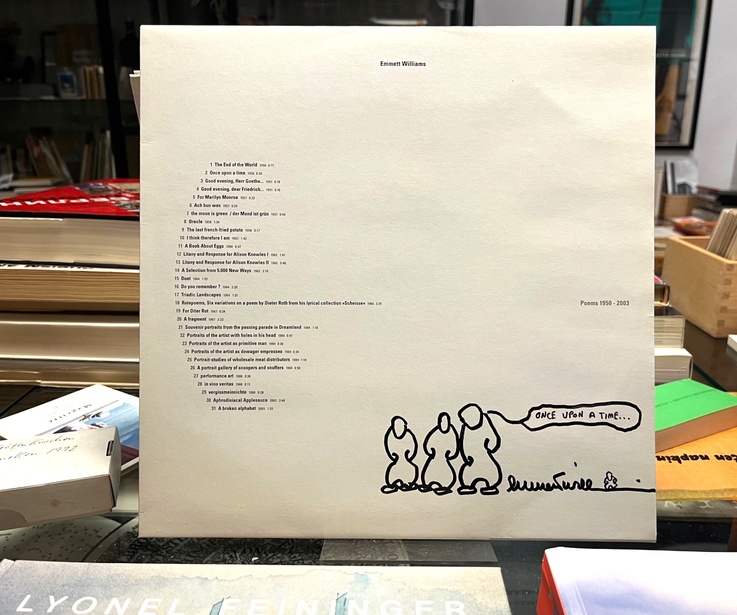 Emmett Williams
1 The End of the World
2 Once upon a time
3 Good evening, Herr Goethe...
4 Good evening, dear Friedrich...
5 For Marilyn Monroe
6 Ach bun was
7 the moon is green / der Mond ist grün
8 Oracle
9 The last french-fried potato
10 I think therefore I am
11 A Book About Eggs
12 Litany and Response for Alison Knowles I
13 Litany and Response for Alison Knowles II
14 A Selection from 5,000 New Ways
15 Duet
16 Do you remember?
17 Triadic Landscapes
18 Rotapoems, Six variations on a poem by Dieter Roth from his lyrical collection »Scheisse«
Poems 1950 - 2003
19 For Diter Rot
20 A fragment
21 Souvenir portraits from the passing parade in Dreamland
22 Portraits of the artist with holes in his head
23 Portraits of the artist as primitive man
24 Portraits of the artist as dowager empresses
25 Portrait-studies of wholesale meat distributors
26 A portrait gallery of snoopers and snuffers
27 performance art
28 in vino veritas
29 vergissmeinnichte
30 Aphrodisiacal Applesauce
31 A broken alphabet
ONCE UPON A TIME...
1992
ten napkin
LYONEL FEININGER